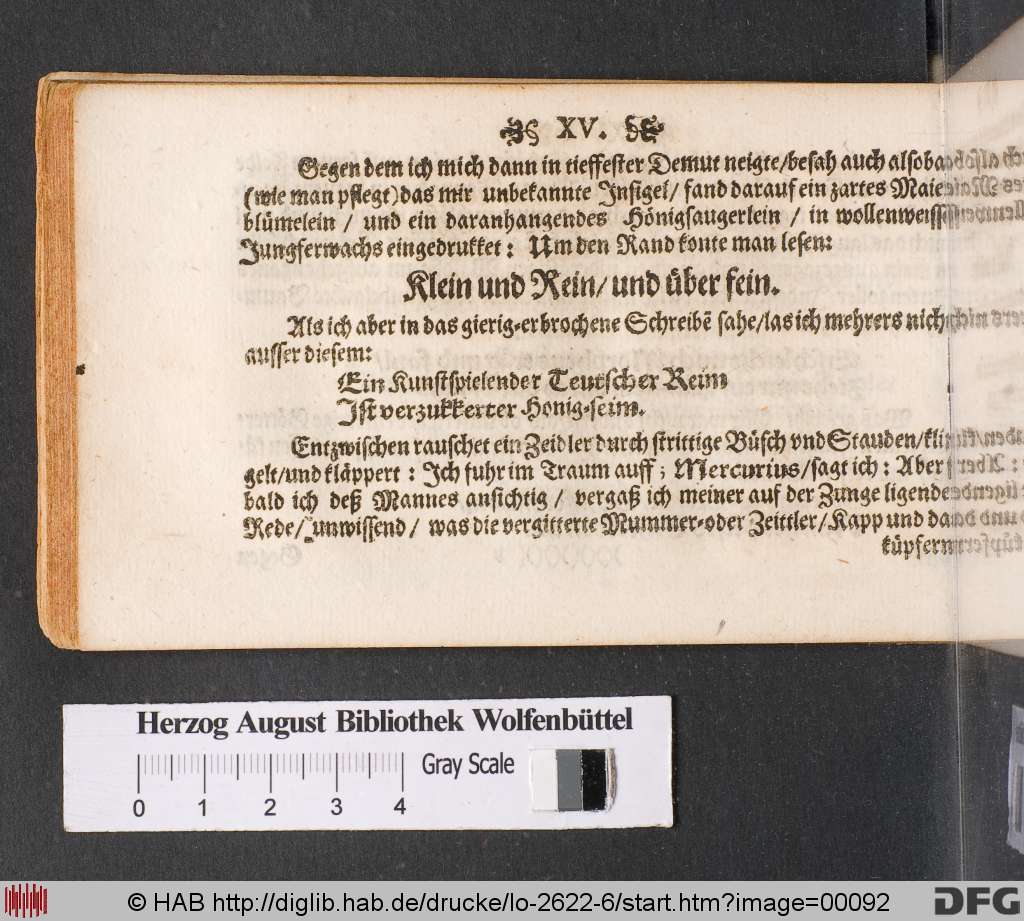 XV.
Gegen dem ich mich dann in tieffester Demut neigte/besah auch alsoba
(wie man pflegt)das mir unbekannte Insigel/ fand darauf ein zartes Maie
blümelein / und ein daranhangendes Hönigsaugerlein / in wollenweiss
Jungferwachs eingedrukket: Um den Rand konte man lesen:
Klein und Rein/ und über fein.
Als ich aber in das gierig-erbrochene Schreibẽ sahe/las ich mehrers nich
ausser diesem:
Ein Kunstspielender Teutscher Reim
Ist verzukkerter Honig-seim.
Entzwischen rauschet ein Zeidler durch strittige Büsch vnd Stauden/klin
gelt/und kläppert: Ich fuhr im Traum auff; Mercurius/sagt ich: Aber
bald ich deß Mannes ansichtig / vergaß ich meiner auf der Zunge ligende
Rede/ unwissend / was die vergitterte Mummer-oder Zeittler/Kapp und da
küpfern
Herzog August Bibliothek Wolfenbüttel
Gray Scale
0 1 2 3 4
© HAB http://diglib.hab.de/drucke/lo-2622-6/start.htm?image=00092
DFG